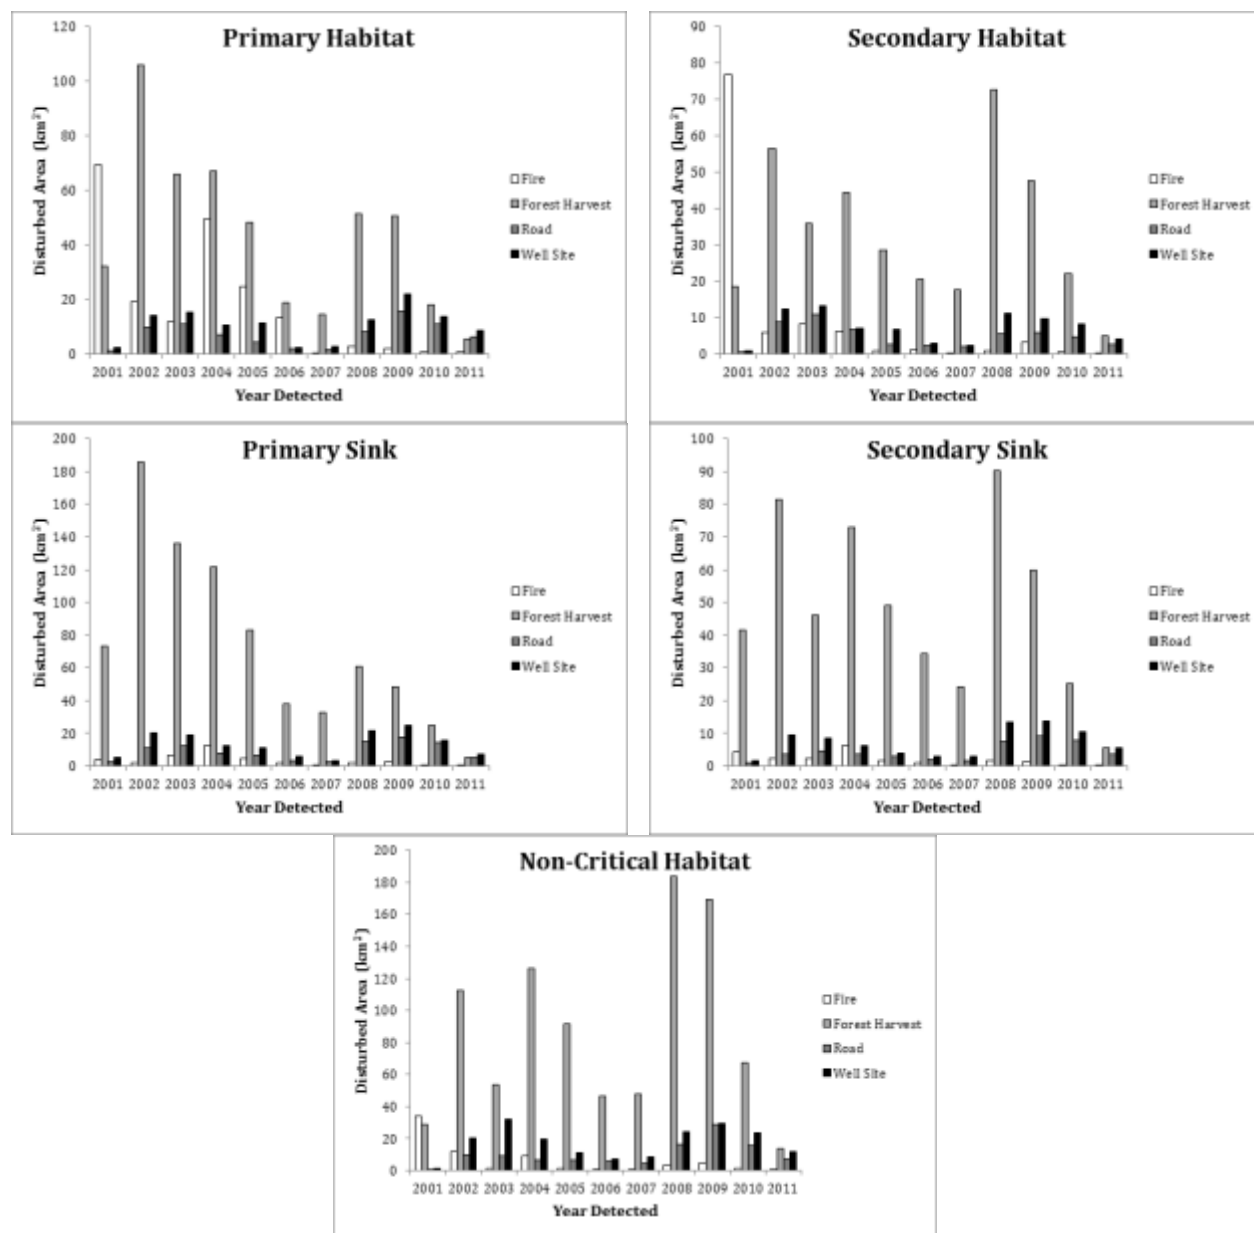 Primary Habitat
Disturbed Area (km²)
120
100
80
60
40
20
0
2001 2002 2003 2004 2005 2006 2007 2008 2009 2010 2011
Year Detected
Fire
Forest Harvest
Road
Well Site
Secondary Habitat
Disturbed Area (km²)
90
80
70
60
50
40
30
20
10
0
2001 2002 2003 2004 2005 2006 2007 2008 2009 2010 2011
Year Detected
Fire
Forest Harvest
Road
Well Site
Primary Sink
Disturbed Area (km²)
200
180
160
140
120
100
80
60
40
20
0
2001 2002 2003 2004 2005 2006 2007 2008 2009 2010 2011
Year Detected
Fire
Forest Harvest
Road
Well Site
Secondary Sink
Disturbed Area (km²)
100
90
80
70
60
50
40
30
20
10
0
2001 2002 2003 2004 2005 2006 2007 2008 2009 2010 2011
Year Detected
Fire
Forest Harvest
Road
Well Site
Non-Critical Habitat
Disturbed Area (km²)
200
180
160
140
120
100
80
60
40
20
0
2001 2002 2003 2004 2005 2006 2007 2008 2009 2010 2011
Year Detected
Fire
Forest Harvest
Road
Well Site